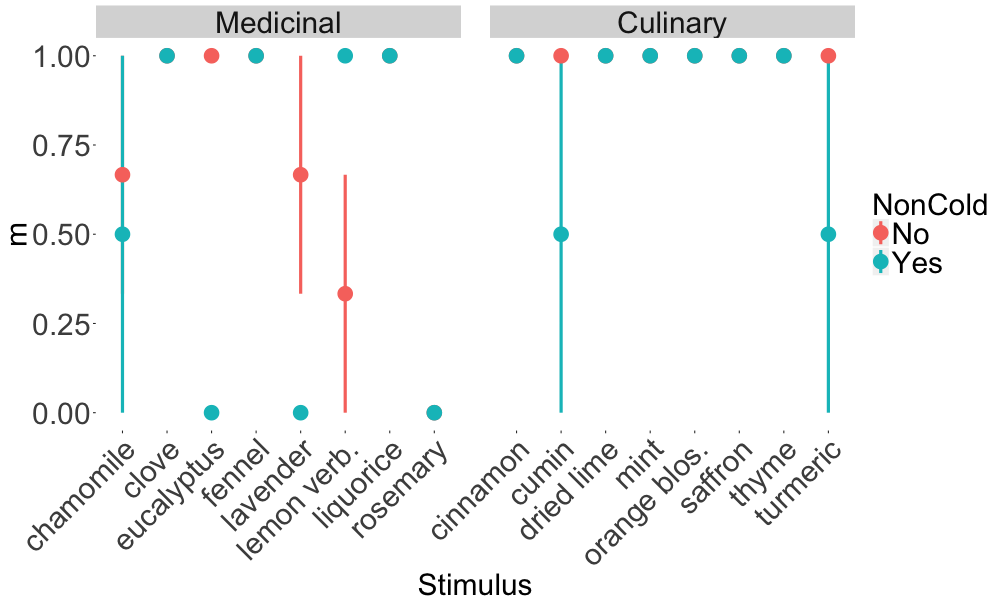 Medicinal Culinary
1.00
0.75
0.50
0.25
0.00
m
chamomile
clove
eucalyptus
fennel
lavender
lemon verb.
liquorice
rosemary
cinnamon
cumin
dried lime
mint
orange blos.
saffron
thyme
turmeric
Stimulus
NonCold
No
Yes